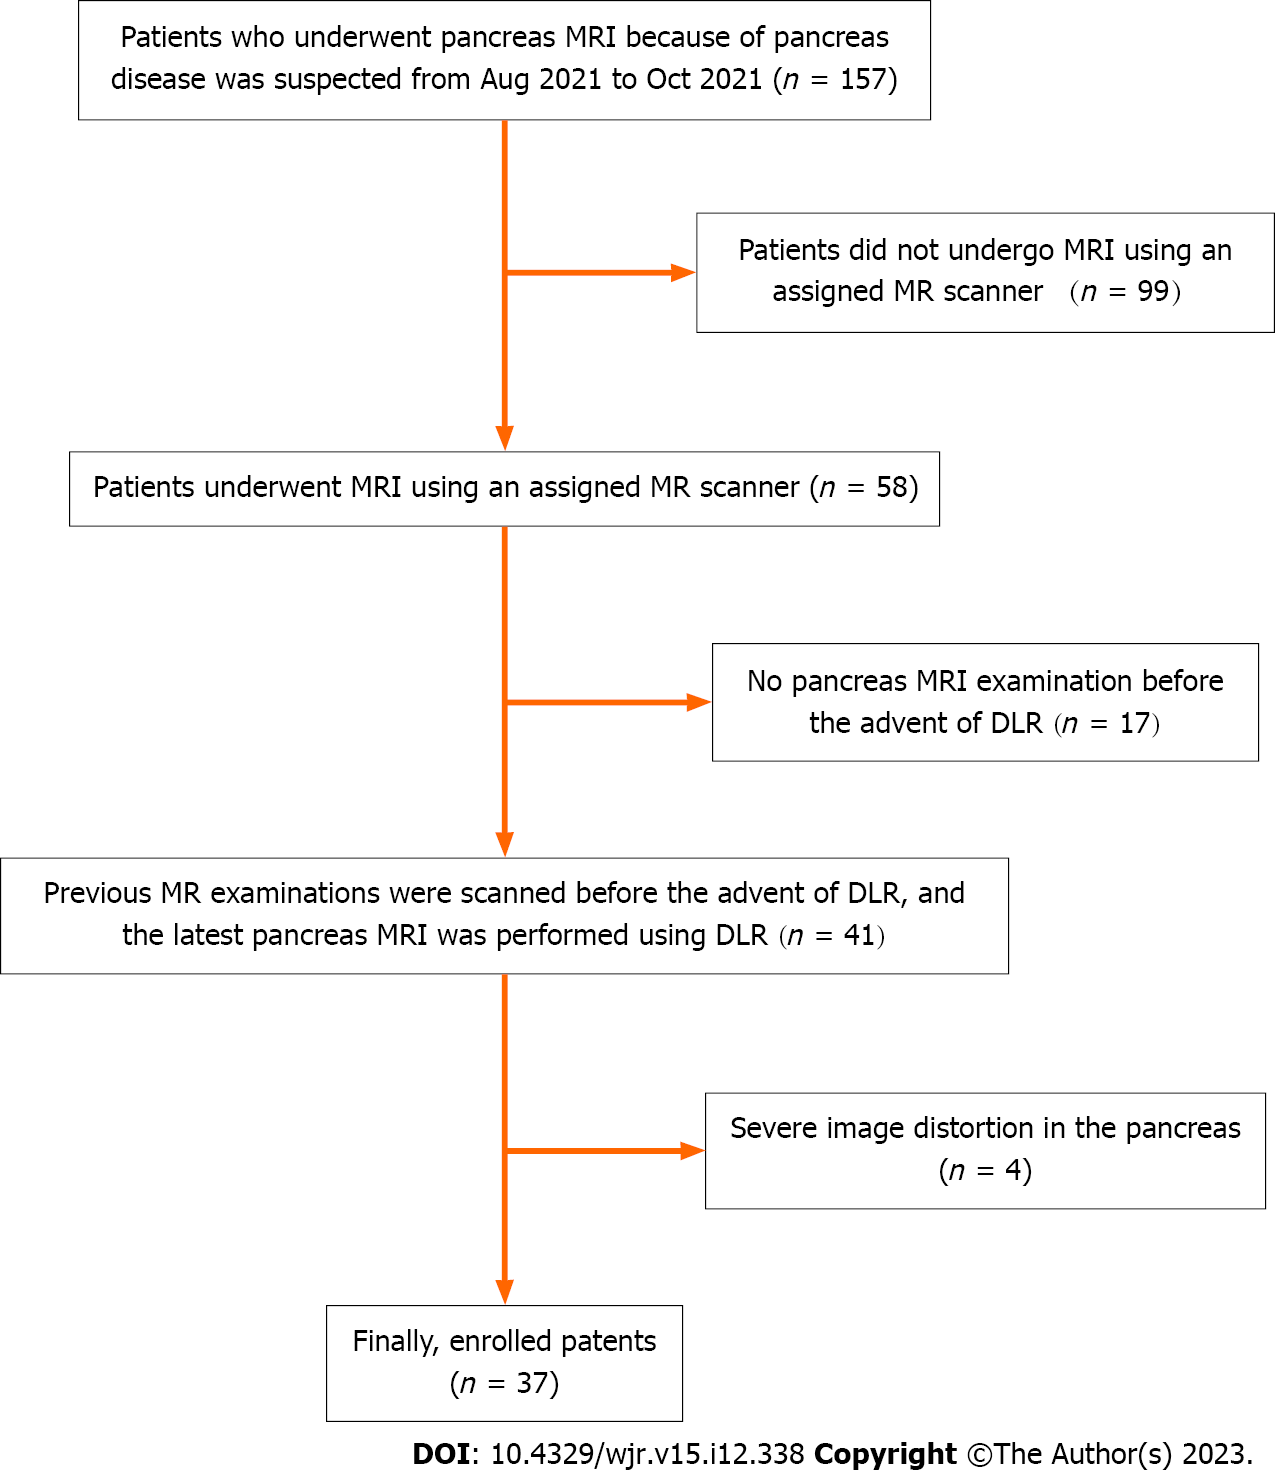 Patients who underwent pancreas MRI because of pancreas
disease was suspected from Aug 2021 to Oct 2021 (n = 157)
Patients did not undergo MRI using an
assigned MR scanner (n = 99)
Patients underwent MRI using an assigned MR scanner (n = 58)
No pancreas MRI examination before
the advent of DLR (n = 17)
Previous MR examinations were scanned before the advent of DLR, and
the latest pancreas MRI was performed using DLR (n = 41)
Severe image distortion in the pancreas
(n = 4)
Finally, enrolled patents
(n = 37)
DOI: 10.4329/wjr.v15.i12.338 Copyright ©The Author(s) 2023.